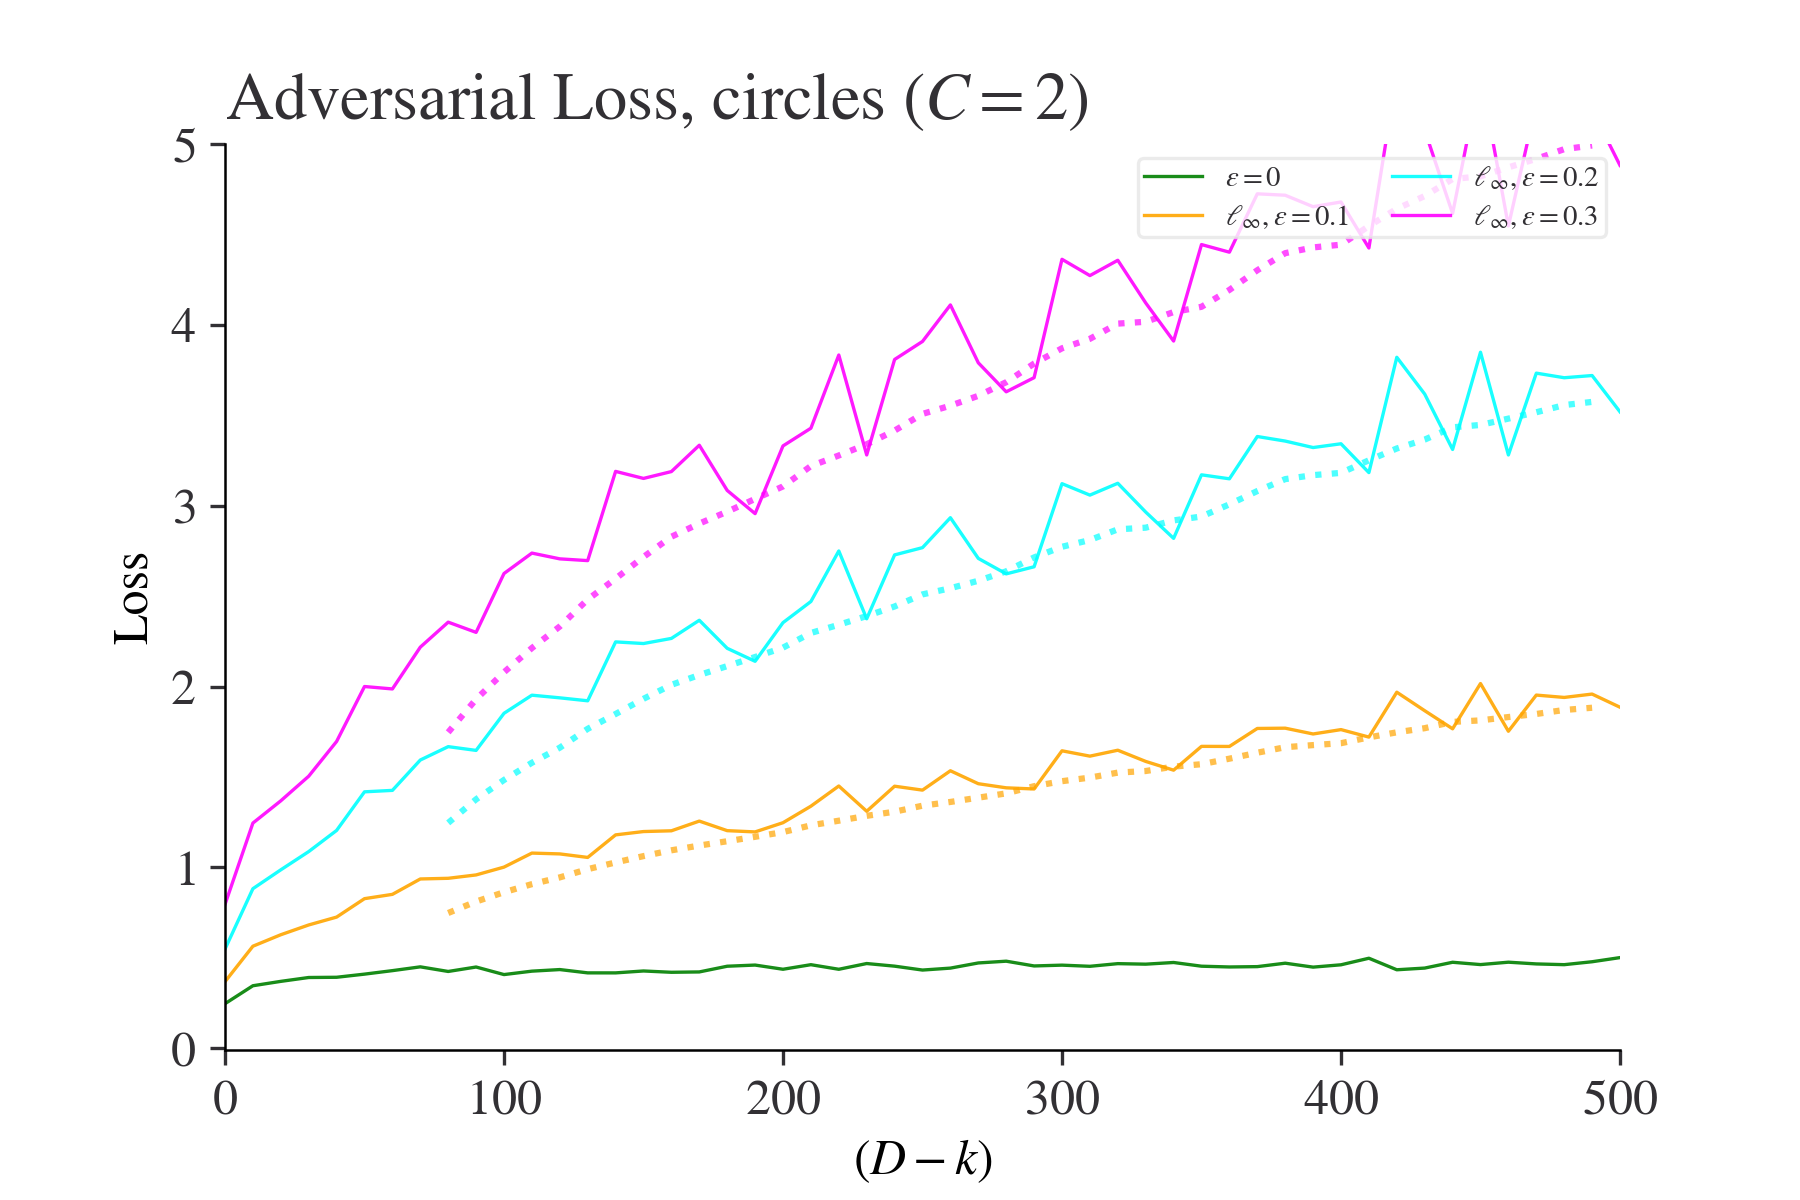 Adversarial Loss, circles (C = 2)
5
4
3
2
1
0
Loss
ε = 0
ℓ∞, ε = 0.1
ℓ∞, ε = 0.2
ℓ∞, ε = 0.3
0 100 200 300 400 500
(D − k)